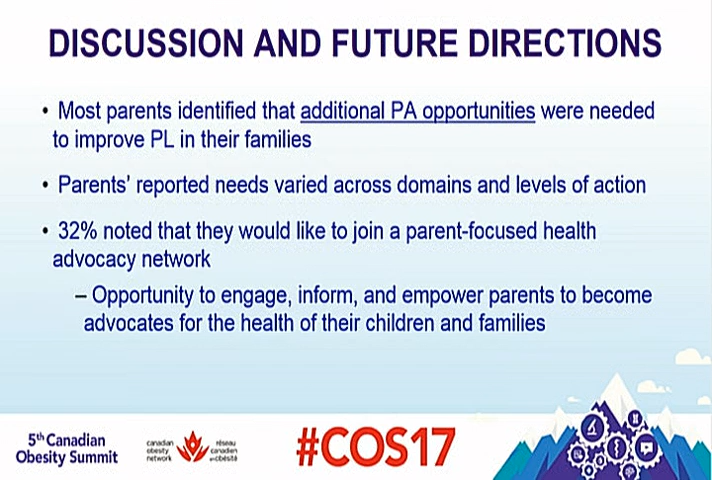 DISCUSSION AND FUTURE DIRECTIONS
• Most parents identified that additional PA opportunities were needed
to improve PL in their families
• Parents' reported needs varied across domains and levels of action
• 32% noted that they would like to join a parent-focused health
advocacy network
– Opportunity to engage, inform, and empower parents to become
advocates for the health of their children and families
5th Canadian
Obesity Summit
canadian
obesity
network
réseau
canadien
en obésité
#COS17